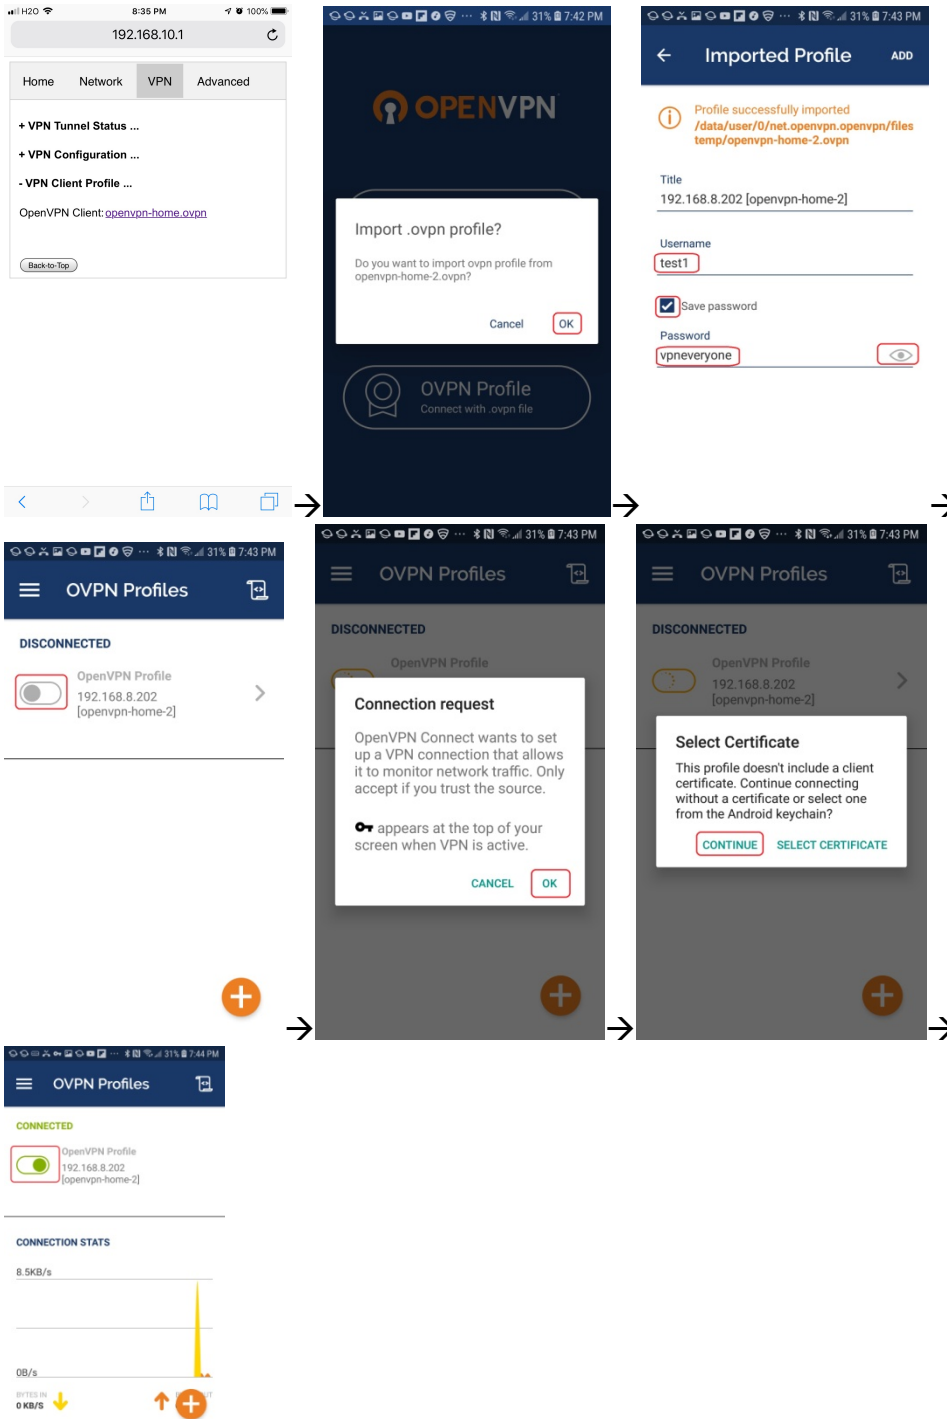 H2O 8:35 PM 100%
192.168.10.1
Home Network VPN Advanced
+ VPN Tunnel Status ...
+ VPN Configuration ...
- VPN Client Profile ...
OpenVPN Client: openvpn-home.ovpn
Back-to-Top
31% 7:42 PM
OPENVPN
Import .ovpn profile?
Do you want to import ovpn profile from
openvpn-home-2.ovpn?
Cancel OK
OVPN Profile
Connect with .ovpn file
31% 7:43 PM
Imported Profile ADD
Profile successfully imported
/data/user/0/net.openvpn.openvpn/files
temp/openvpn-home-2.ovpn
Title
192.168.8.202 [openvpn-home-2]
Username
test1
Save password
Password
vpneveryone
31% 7:43 PM
OVPN Profiles
DISCONNECTED
OpenVPN Profile
192.168.8.202
[openvpn-home-2]
31% 7:43 PM
OVPN Profiles
DISCONNECTED
OpenVPN Profile
Connection request
OpenVPN Connect wants to set
up a VPN connection that allows
it to monitor network traffic. Only
accept if you trust the source.
appears at the top of your
screen when VPN is active.
CANCEL OK
31% 7:43 PM
OVPN Profiles
DISCONNECTED
OpenVPN Profile
192.168.8.202
[openvpn-home-2]
Select Certificate
This profile doesn't include a client
certificate. Continue connecting
without a certificate or select one
from the Android keychain?
CONTINUE SELECT CERTIFICATE
31% 7:44 PM
OVPN Profiles
CONNECTED
OpenVPN Profile
192.168.8.202
[openvpn-home-2]
CONNECTION STATS
8.5KB/s
0B/s
BYTES IN
0 KB/S